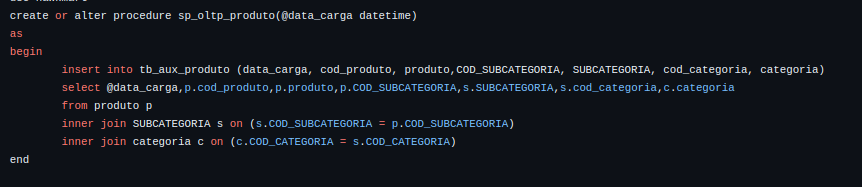 create or alter procedure sp_oltp_produto(@data_carga datetime)
as
begin
insert into tb_aux_produto (data_carga, cod_produto, produto,COD_SUBCATEGORIA, SUBCATEGORIA, cod_categoria, categoria)
select @data_carga,p.cod_produto,p.produto,p.COD_SUBCATEGORIA,s.SUBCATEGORIA,s.cod_categoria,c.categoria
from produto p
inner join SUBCATEGORIA s on (s.COD_SUBCATEGORIA = p.COD_SUBCATEGORIA)
inner join categoria c on (c.COD_CATEGORIA = s.COD_CATEGORIA)
end